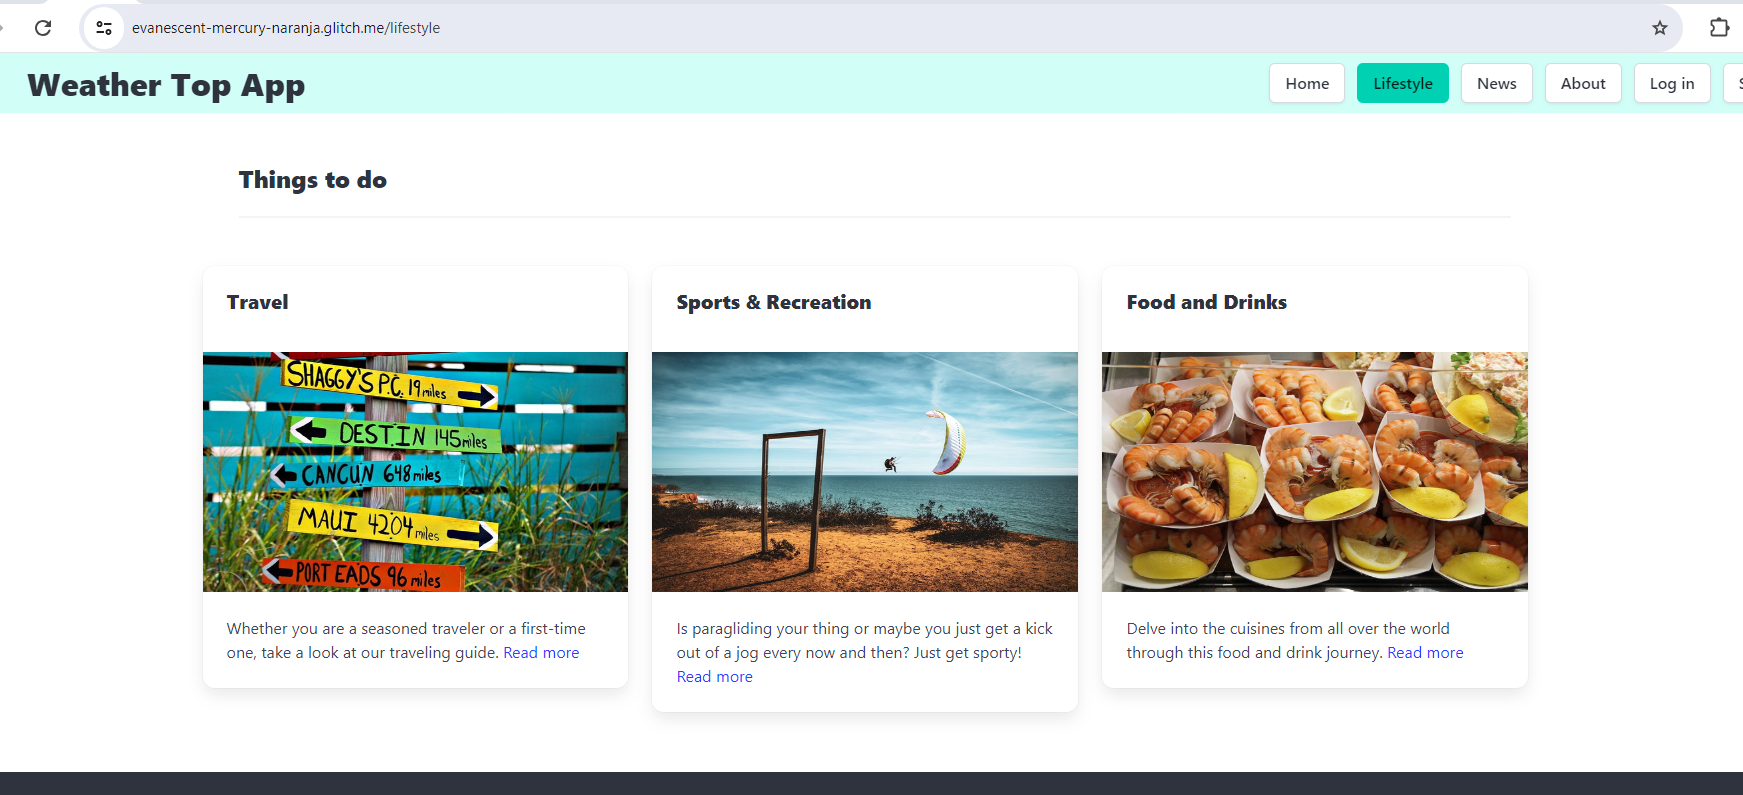 evanescent-mercury-naranja.glitch.me/lifestyle
Weather Top App
Home
Lifestyle
News
About
Log in
Things to do
Travel
Sports & Recreation
Food and Drinks
SHAGGY'S P.C. 19 miles
DESTIN 145 miles
CANCUN 648 miles
MAUI 4204 miles
PORT EADS 96 miles
Whether you are a seasoned traveler or a first-time
one, take a look at our traveling guide. Read more
Is paragliding your thing or maybe you just get a kick
out of a jog every now and then? Just get sporty!
Read more
Delve into the cuisines from all over the world
through this food and drink journey. Read more